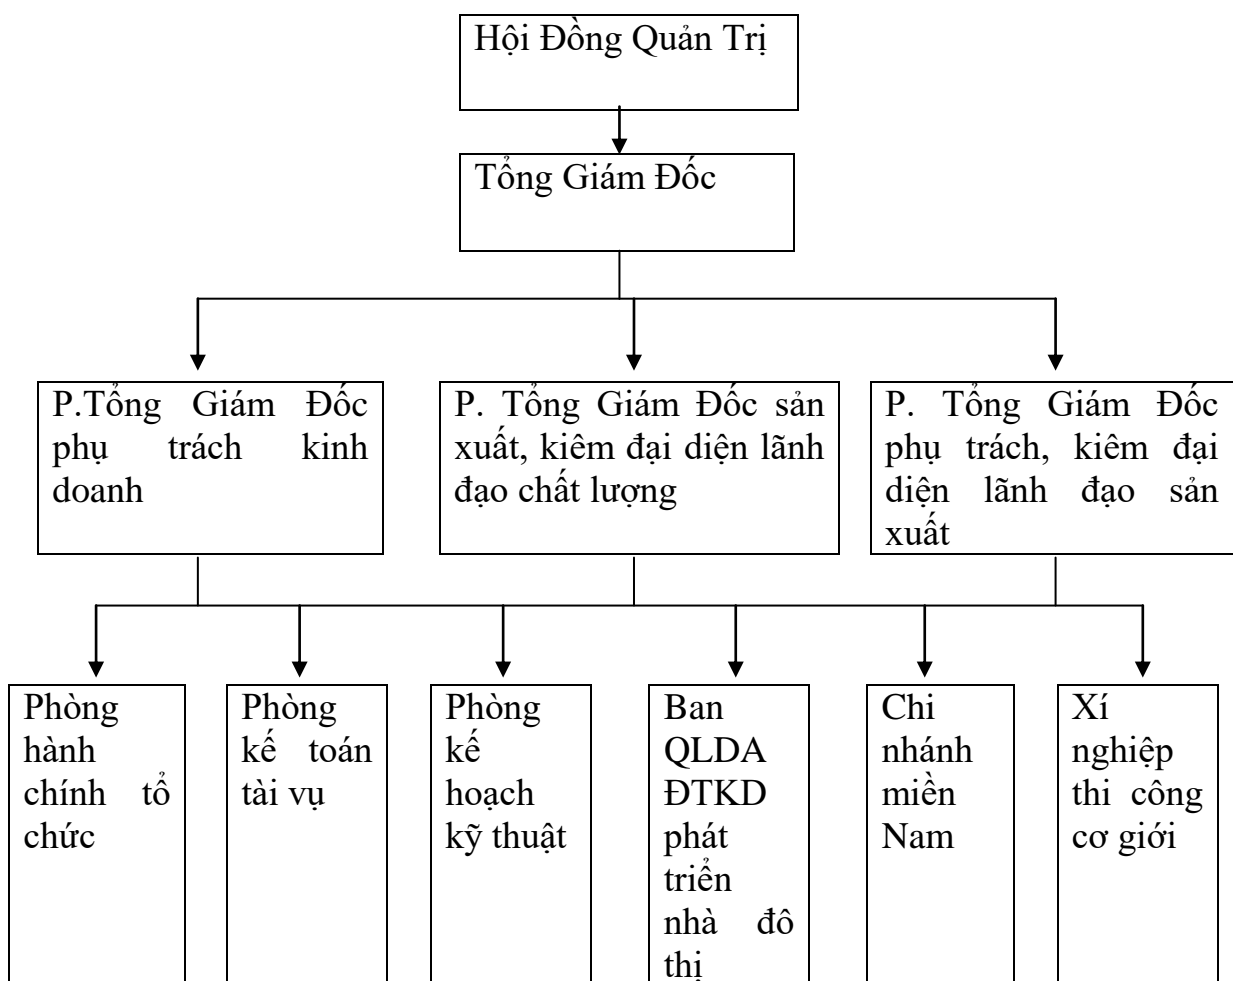 Hội Đồng Quản Trị
Tổng Giám Đốc
P.Tổng Giám Đốc
phụ trách kinh
doanh
P. Tổng Giám Đốc sản
xuất, kiêm đại diện lãnh
đạo chất lượng
P. Tổng Giám Đốc
phụ trách, kiêm đại
diện lãnh đạo sản
xuất
Phòng
hành
chính tổ
chức
Phòng
kế toán
tài vụ
Phòng
kế
hoạch
kỹ thuật
Ban
QLDA
ĐTKD
phát
triển
nhà đô
thị
Chi
nhánh
miền
Nam
Xí
nghiệp
thi công
cơ giới